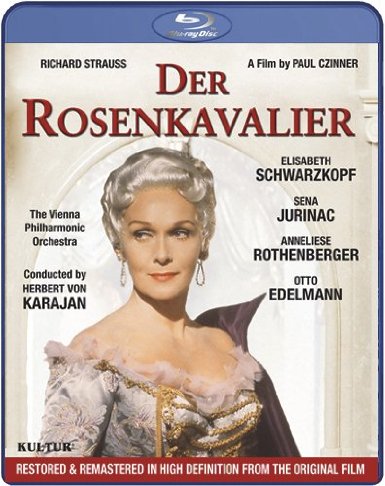 Blu-ray Disc
RICHARD STRAUSS
A Film by PAUL CZINNER
DER
ROSENKAVALIER
ELISABETH
SCHWARZKOPF
SENA
JURINAC
ANNELIESE
ROTHENBERGER
OTTO
EDELMANN
The Vienna
Philharmonic
Orchestra
Conducted by
HERBERT VON
KARAJAN
KULTUR
RESTORED & REMASTERED IN HIGH DEFINITION FROM THE ORIGINAL FILM